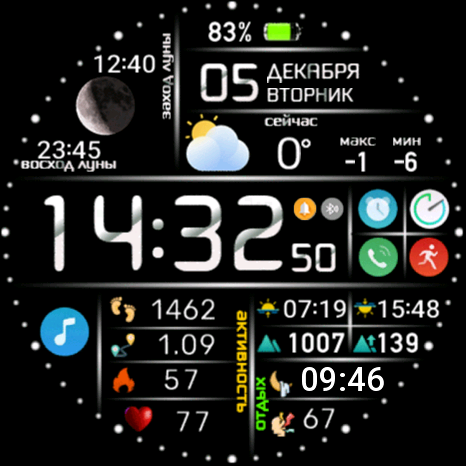 83%
12:40
заход луны
05 ДЕКАБРЯ
ВТОРНИК
23:45
восход луны
сейчас
0°
макс мин
-1 -6
14:32 50
1462
1.09
57
77
активность
07:19 15:48
1007 139
09:46
67
отдых